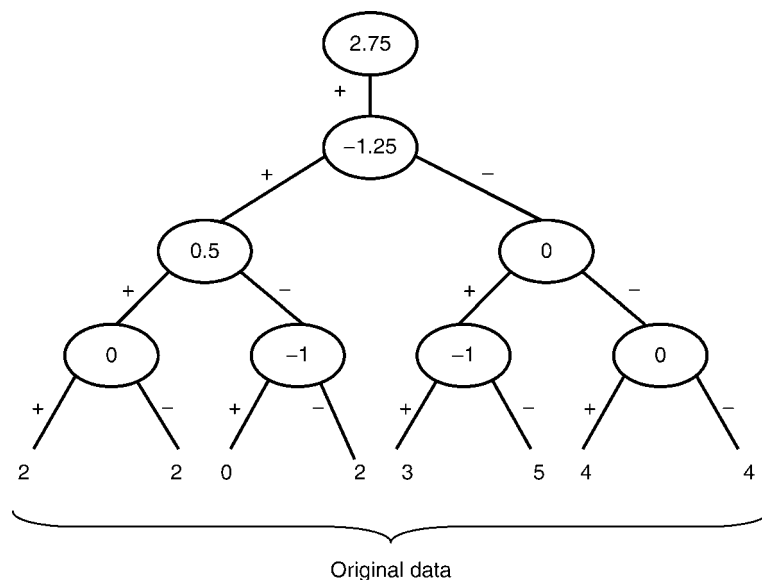 2.75
+
−1.25
+ −
0.5 0
+ − + −
0 −1 −1 0
+ − + − + − + −
2 2 0 2 3 5 4 4
Original data